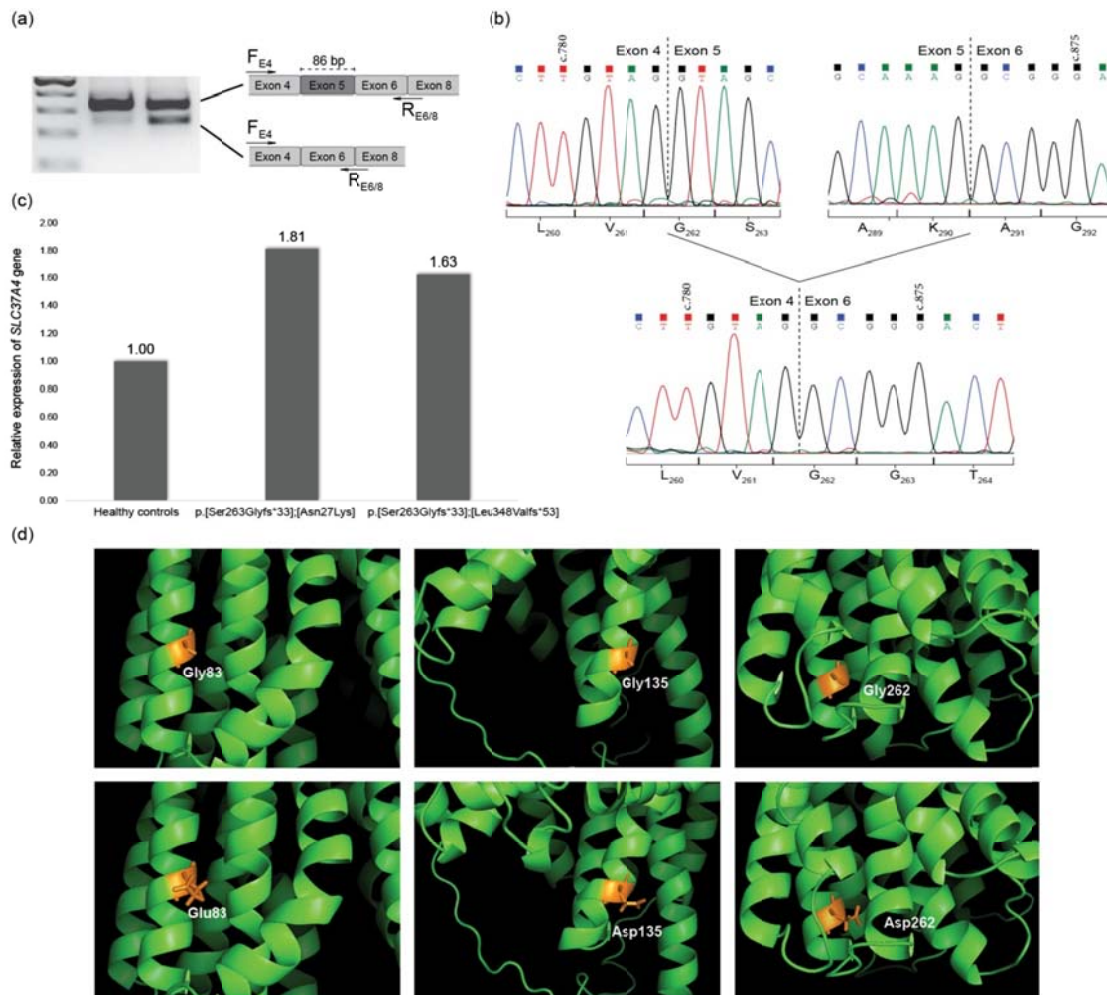 (a)
86 bp
F E4
Exon 4 Exon 5 Exon 6 Exon 8
R E6/8
F E4
Exon 4 Exon 6 Exon 8
R E6/8
(b)
c.780
Exon 4 Exon 5
C T T G T A G G T A G C
L260 V261 G262 S263
c.875
Exon 5 Exon 6
G C A A A G G C G G G A
A289 K290 A291 G292
c.780
Exon 4 Exon 6
c.875
C T T G T A G G C G G G A C T
L260 V261 G262 G263 T264
(c)
Relative expression of SLC37A4 gene
2.00
1.80
1.60
1.40
1.20
1.00
0.80
0.60
0.40
0.20
0.00
1.00
1.81
1.63
Healthy controls
p.[Ser263Glyfs*33];[Asn27Lys]
p.[Ser263Glyfs*33];[Leu348Valfs*53]
(d)
Gly83
Gly135
Gly262
Glu83
Asp135
Asp262